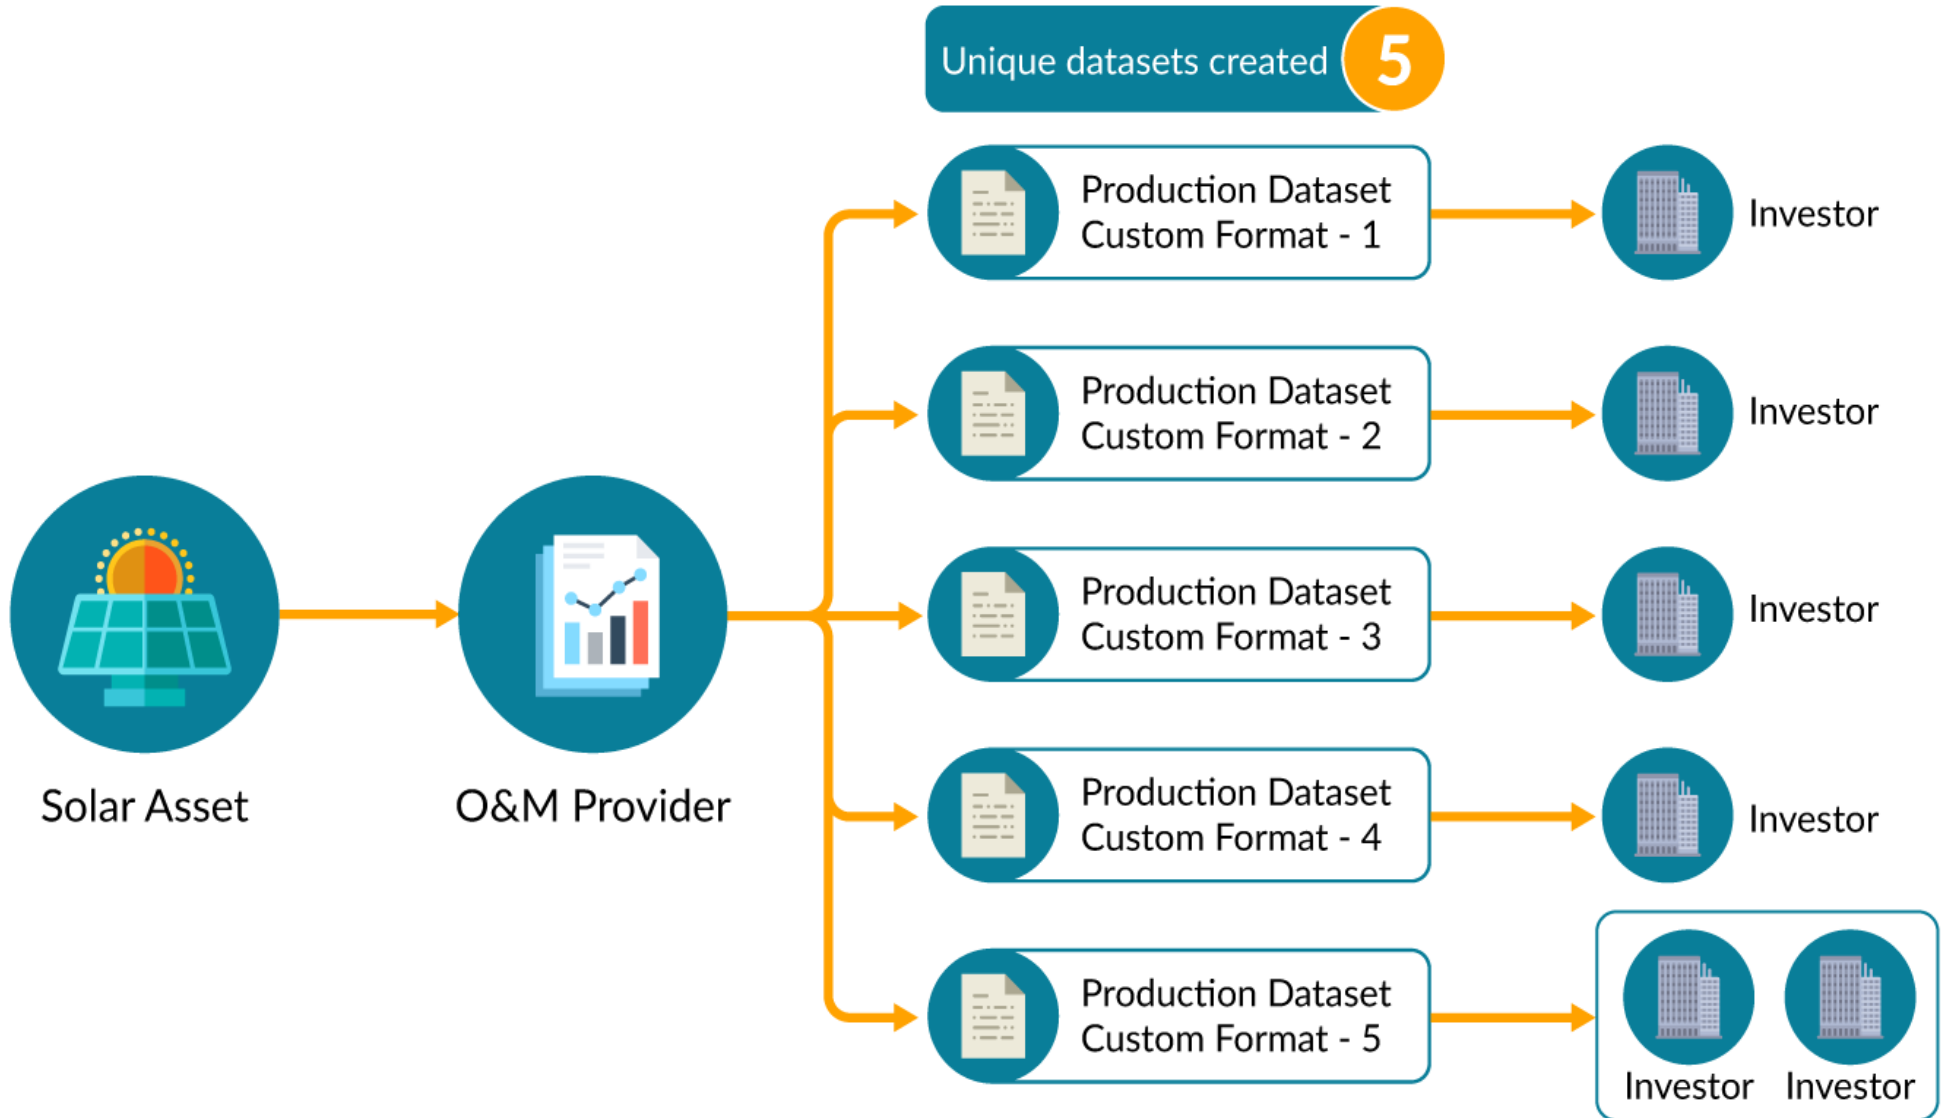 Unique datasets created 5
Production Dataset
Custom Format - 1
Investor
Production Dataset
Custom Format - 2
Investor
Production Dataset
Custom Format - 3
Investor
Solar Asset
O&M Provider
Production Dataset
Custom Format - 4
Investor
Production Dataset
Custom Format - 5
Investor Investor